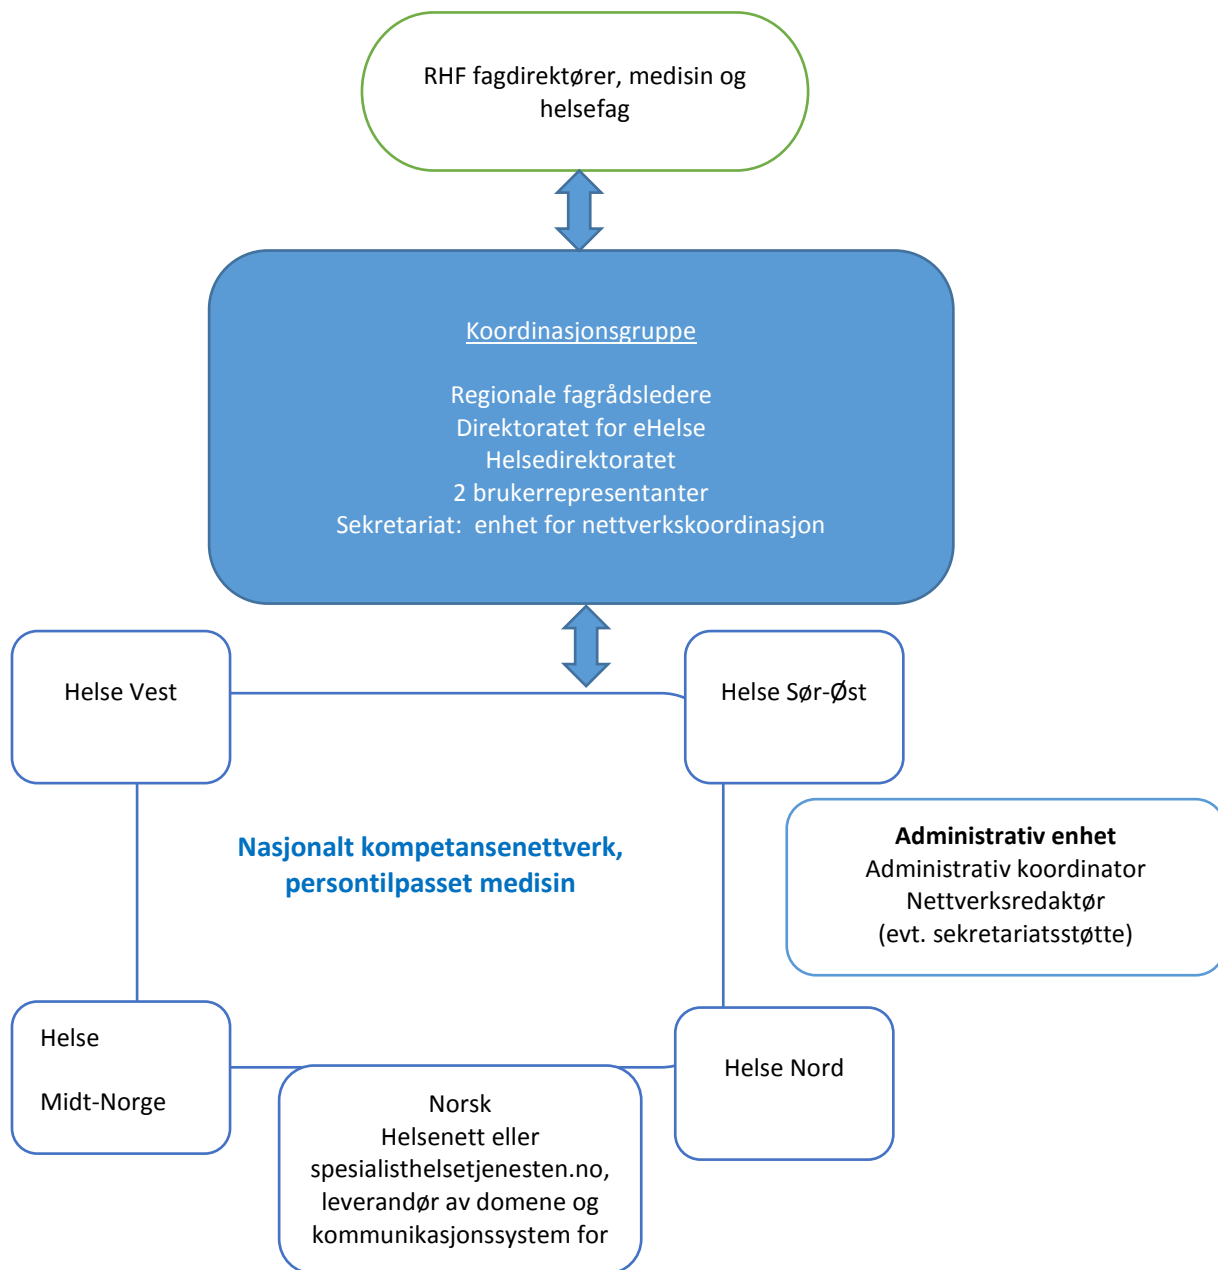 RHF fagdirektører, medisin og
helsefag
Koordinasjonsgruppe
Regionale fagrådsledere
Direktoratet for eHelse
Helsedirektoratet
2 brukerrepresentanter
Sekretariat:  enhet for nettverkskoordinasjon
Helse Vest
Helse Sør-Øst
Nasjonalt kompetansenettverk,
persontilpasset medisin
Administrativ enhet
Administrativ koordinator
Nettverksredaktør
(evt. sekretariatsstøtte)
Helse
Midt-Norge
Norsk
Helsenett eller
spesialisthelsetjenesten.no,
leverandør av domene og
kommunikasjonssystem for
Helse Nord